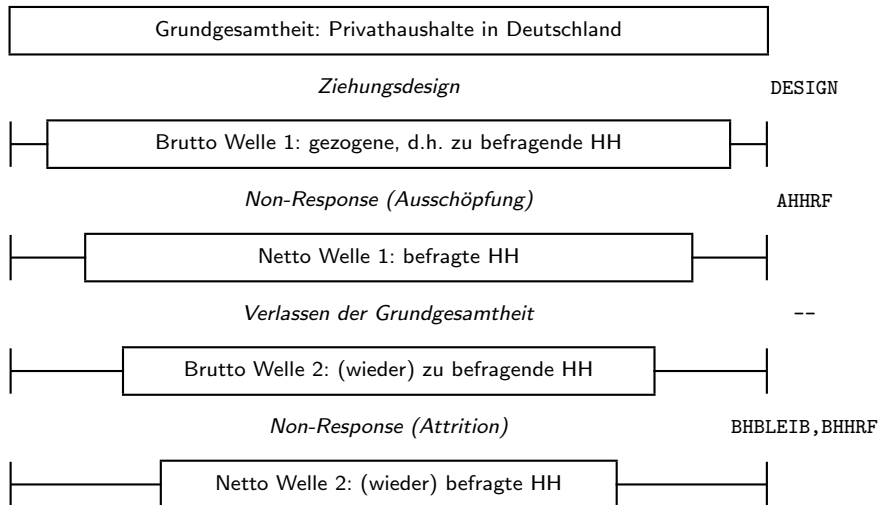 Grundgesamtheit: Privathaushalte in Deutschland
Ziehungsdesign DESIGN
Brutto Welle 1: gezogene, d.h. zu befragende HH
Non-Response (Ausschöpfung) AHHRF
Netto Welle 1: befragte HH
Verlassen der Grundgesamtheit --
Brutto Welle 2: (wieder) zu befragende HH
Non-Response (Attrition) BHBLEIB,BHHRF
Netto Welle 2: (wieder) befragte HH